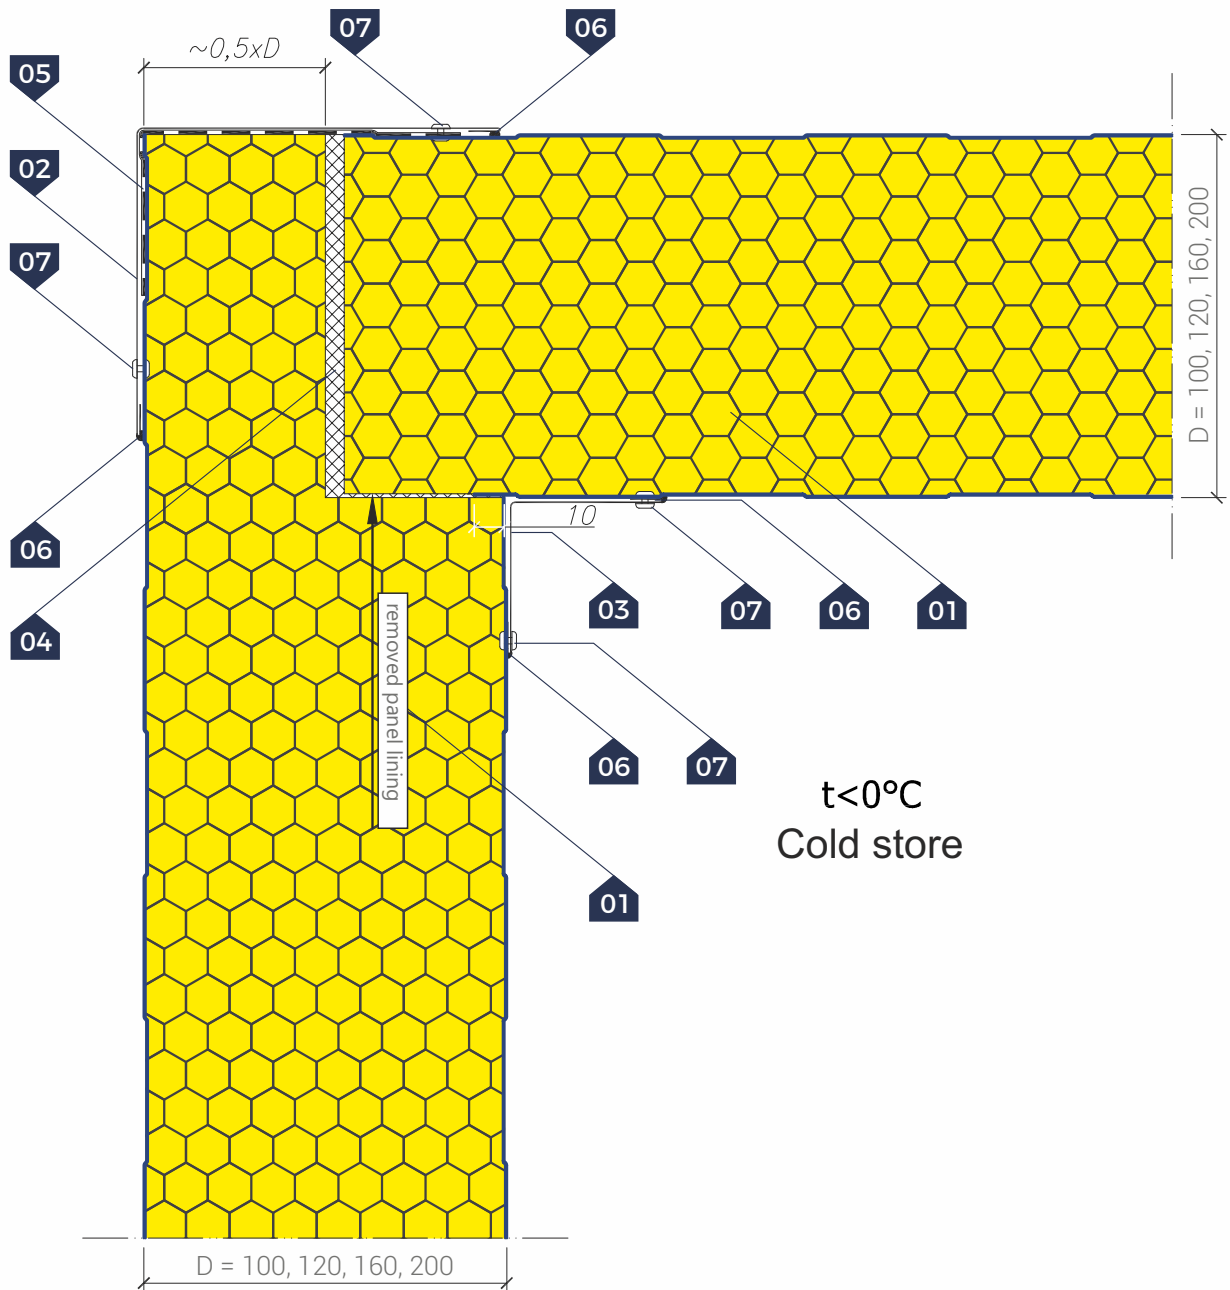 07
06
~0,5xD
05
02
07
D = 100, 120, 160, 200
10
06
04
removed panel lining
03
07
06
01
06
07
t<0°C
Cold store
01
D = 100, 120, 160, 200